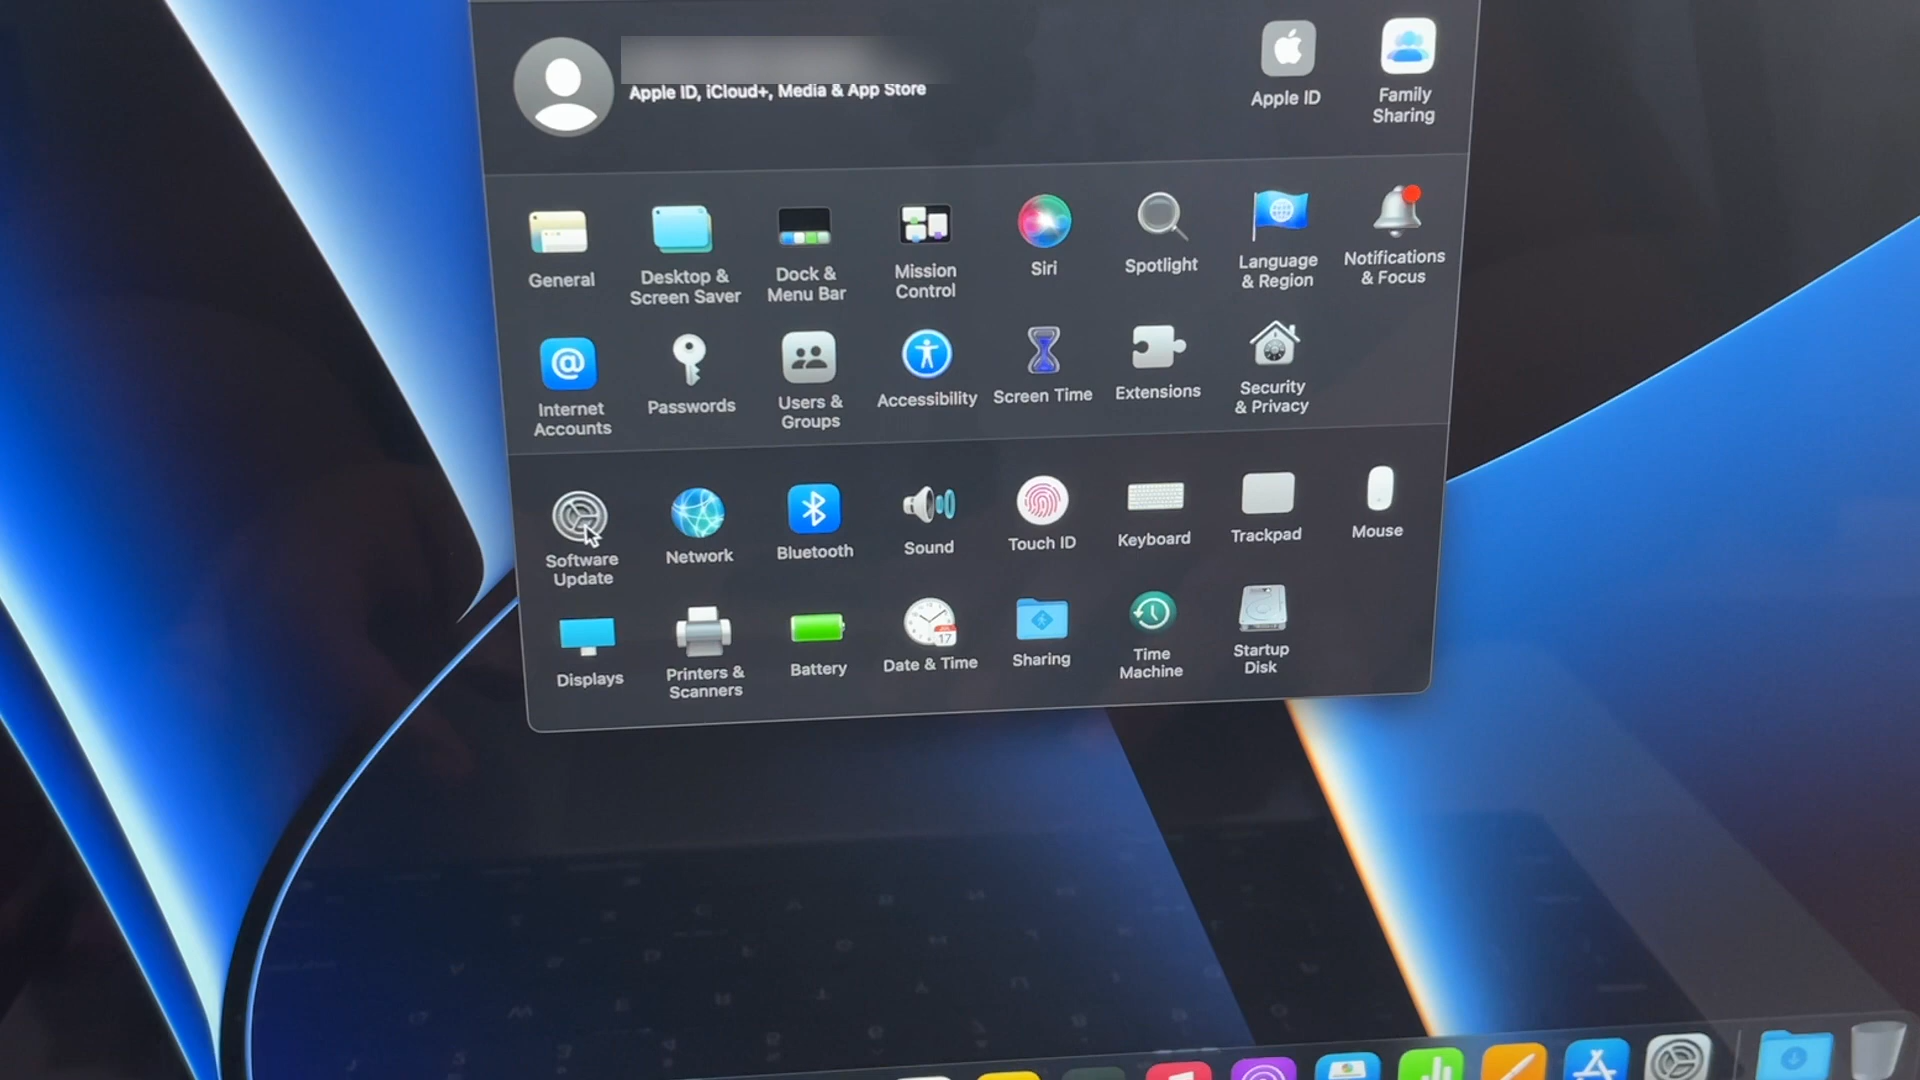 Apple ID, iCloud+, Media & App Store
Apple ID
Family
Sharing
General
Desktop &
Screen Saver
Dock &
Menu Bar
Mission
Control
Siri
Spotlight
Language
& Region
Notifications
& Focus
Internet
Accounts
Passwords
Users &
Groups
Accessibility
Screen Time
Extensions
Security
& Privacy
Software
Update
Network
Bluetooth
Sound
Touch ID
Keyboard
Trackpad
Mouse
Displays
Printers &
Scanners
Battery
17
Date & Time
Sharing
Time
Machine
Startup
Disk